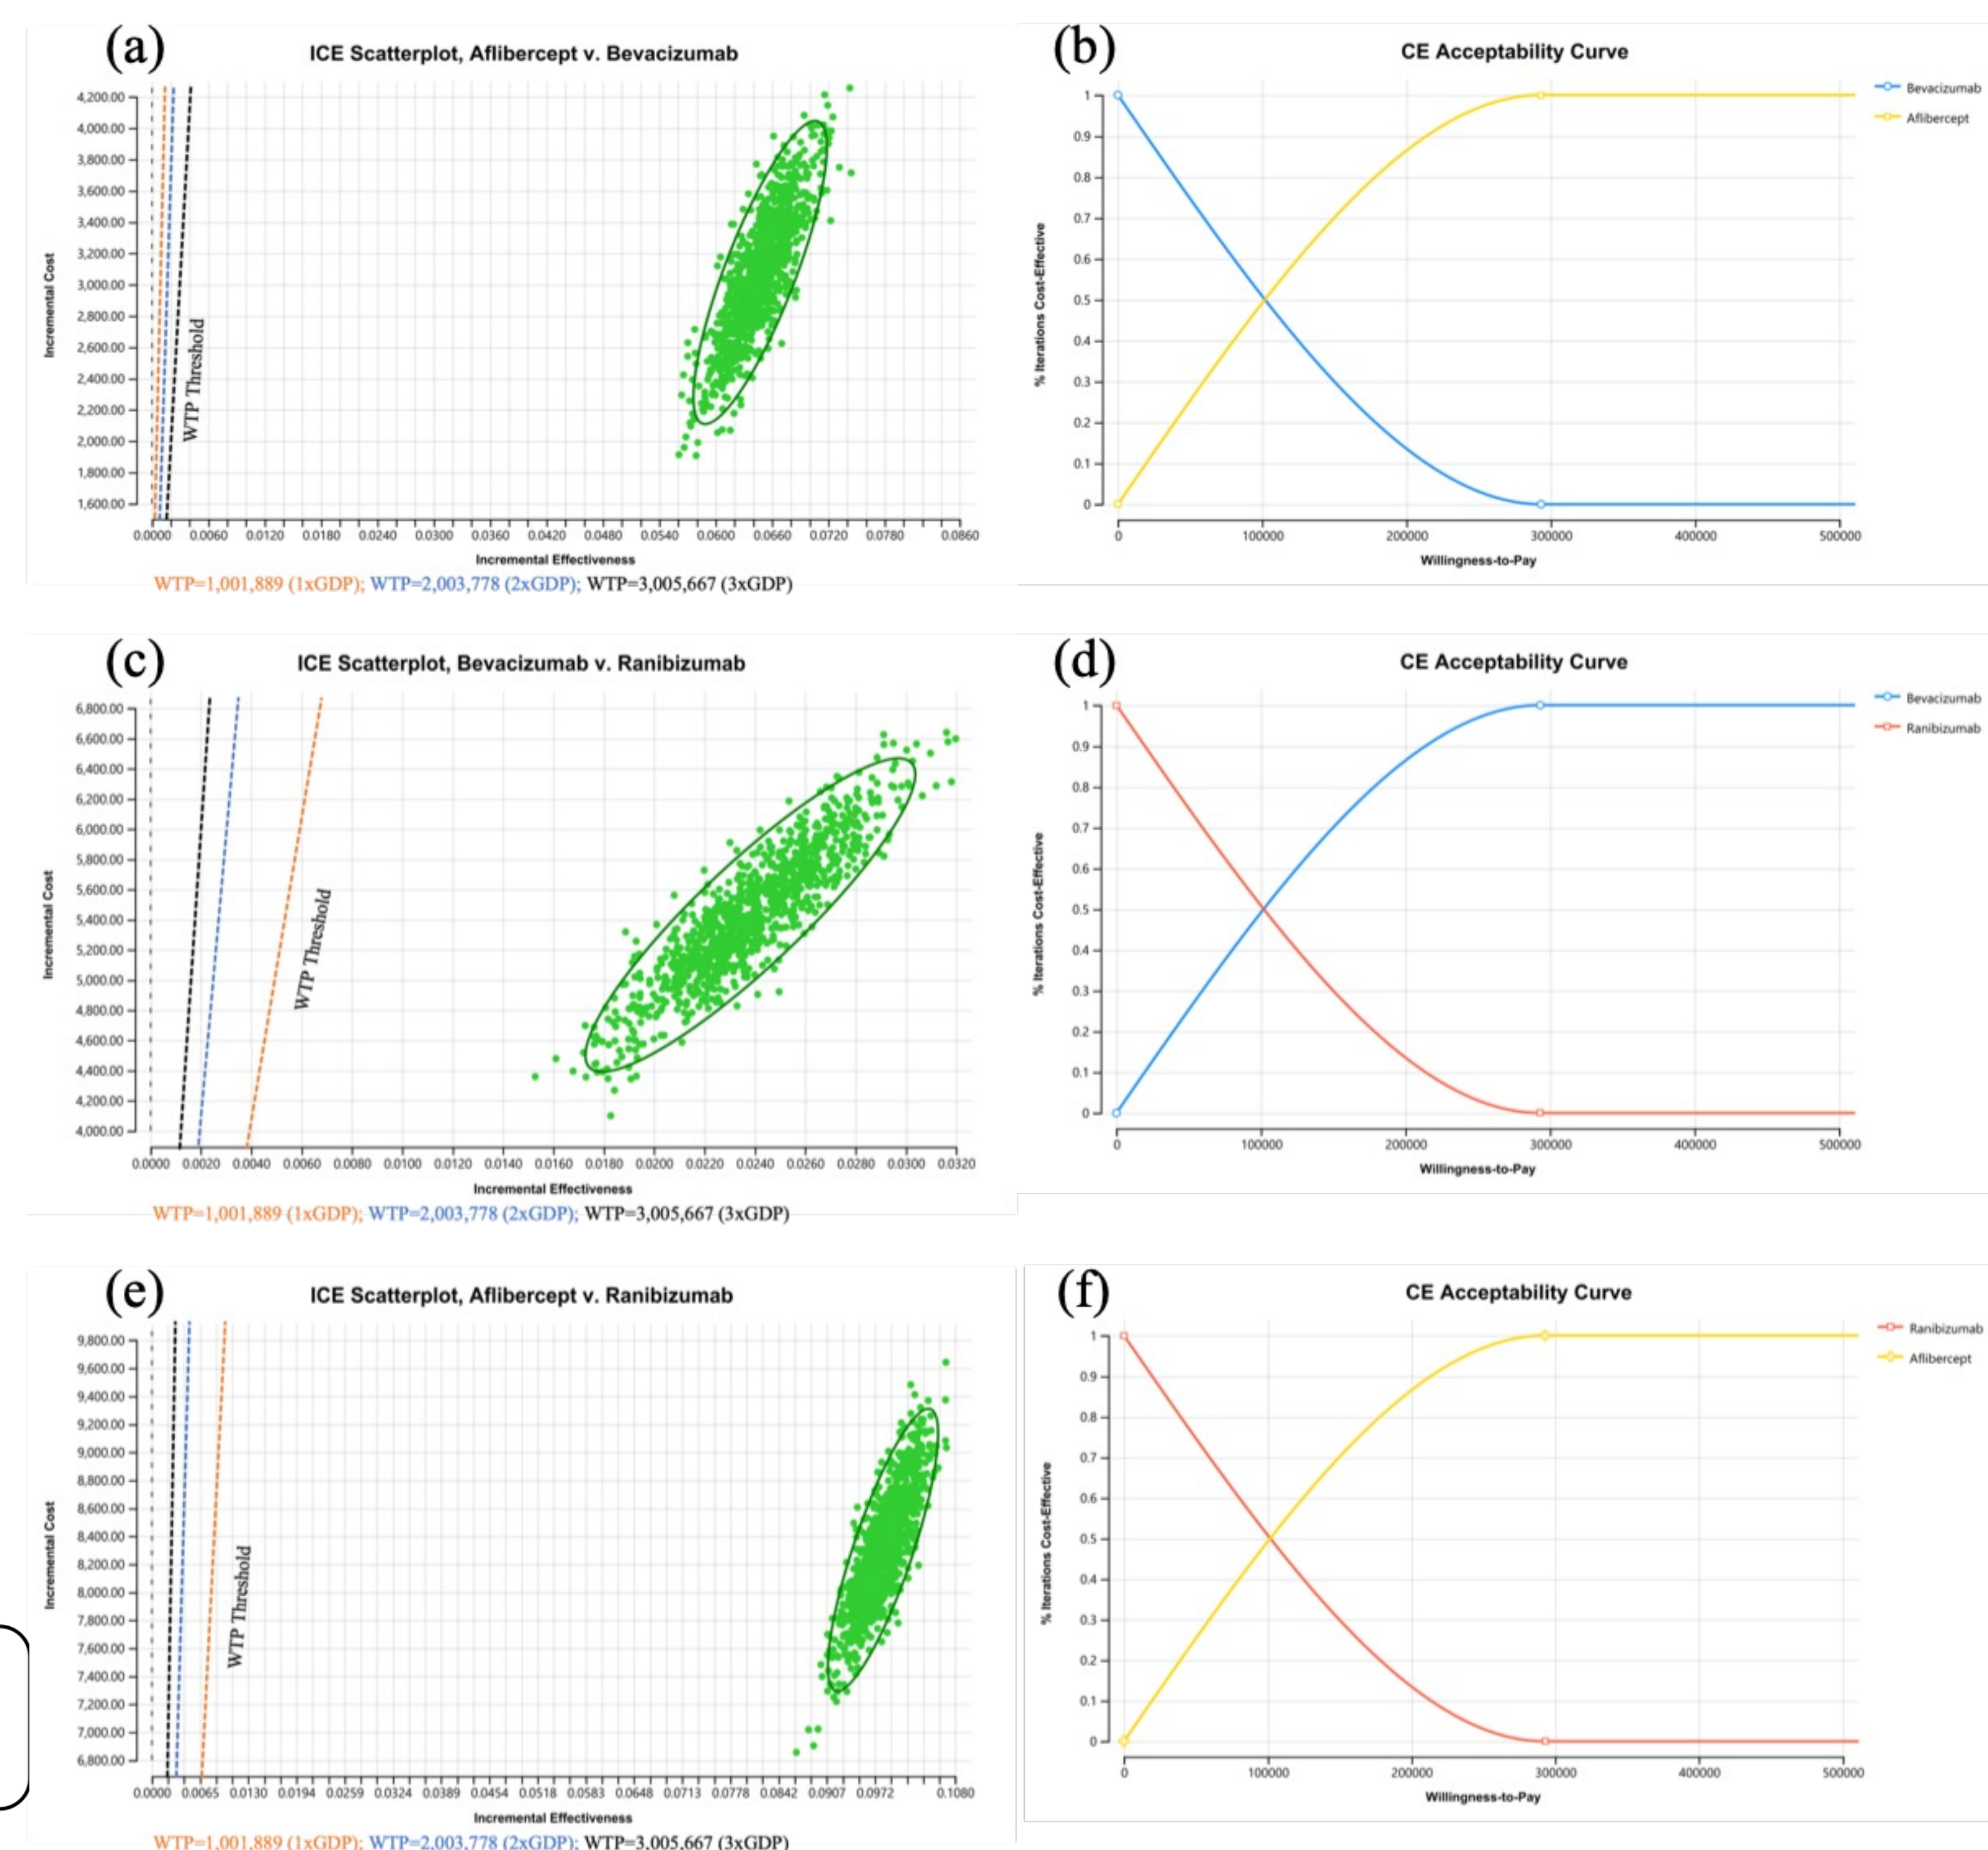 (a)
ICE Scatterplot, Aflibercept v. Bevacizumab
4,200.00
4,000.00
3,800.00
3,600.00
3,400.00
3,200.00
3,000.00
2,800.00
2,600.00
2,400.00
2,200.00
2,000.00
1,800.00
1,600.00
Incremental Cost
WTP Threshold
0.0000 0.0060 0.0120 0.0180 0.0240 0.0300 0.0360 0.0420 0.0480 0.0540 0.0600 0.0660 0.0720 0.0780 0.0860
Incremental Effectiveness
WTP=1,001,889 (1xGDP); WTP=2,003,778 (2xGDP); WTP=3,005,667 (3xGDP)
(b)
CE Acceptability Curve
Bevacizumab
Aflibercept
1
0.9
0.8
0.7
0.6
0.5
0.4
0.3
0.2
0.1
0
% Iterations Cost-Effective
0 100000 200000 300000 400000 500000
Willingness-to-Pay
(c)
ICE Scatterplot, Bevacizumab v. Ranibizumab
6,800.00
6,600.00
6,400.00
6,200.00
6,000.00
5,800.00
5,600.00
5,400.00
5,200.00
5,000.00
4,800.00
4,600.00
4,400.00
4,200.00
4,000.00
Incremental Cost
WTP Threshold
0.0000 0.0020 0.0040 0.0060 0.0080 0.0100 0.0120 0.0140 0.0160 0.0180 0.0200 0.0220 0.0240 0.0260 0.0280 0.0300 0.0320
Incremental Effectiveness
WTP=1,001,889 (1xGDP); WTP=2,003,778 (2xGDP); WTP=3,005,667 (3xGDP)
(d)
CE Acceptability Curve
Bevacizumab
Ranibizumab
1
0.9
0.8
0.7
0.6
0.5
0.4
0.3
0.2
0.1
0
% Iterations Cost-Effective
0 100000 200000 300000 400000 500000
Willingness-to-Pay
(e)
ICE Scatterplot, Aflibercept v. Ranibizumab
9,800.00
9,600.00
9,400.00
9,200.00
9,000.00
8,800.00
8,600.00
8,400.00
8,200.00
8,000.00
7,800.00
7,600.00
7,400.00
7,200.00
7,000.00
6,800.00
Incremental Cost
WTP Threshold
0.0000 0.0065 0.0130 0.0194 0.0259 0.0324 0.0389 0.0454 0.0518 0.0583 0.0648 0.0713 0.0778 0.0842 0.0907 0.0972 0.1080
Incremental Effectiveness
WTP=1,001,889 (1xGDP); WTP=2,003,778 (2xGDP); WTP=3,005,667 (3xGDP)
(f)
CE Acceptability Curve
Ranibizumab
Aflibercept
1
0.9
0.8
0.7
0.6
0.5
0.4
0.3
0.2
0.1
0
% Iterations Cost-Effective
0 100000 200000 300000 400000 500000
Willingness-to-Pay